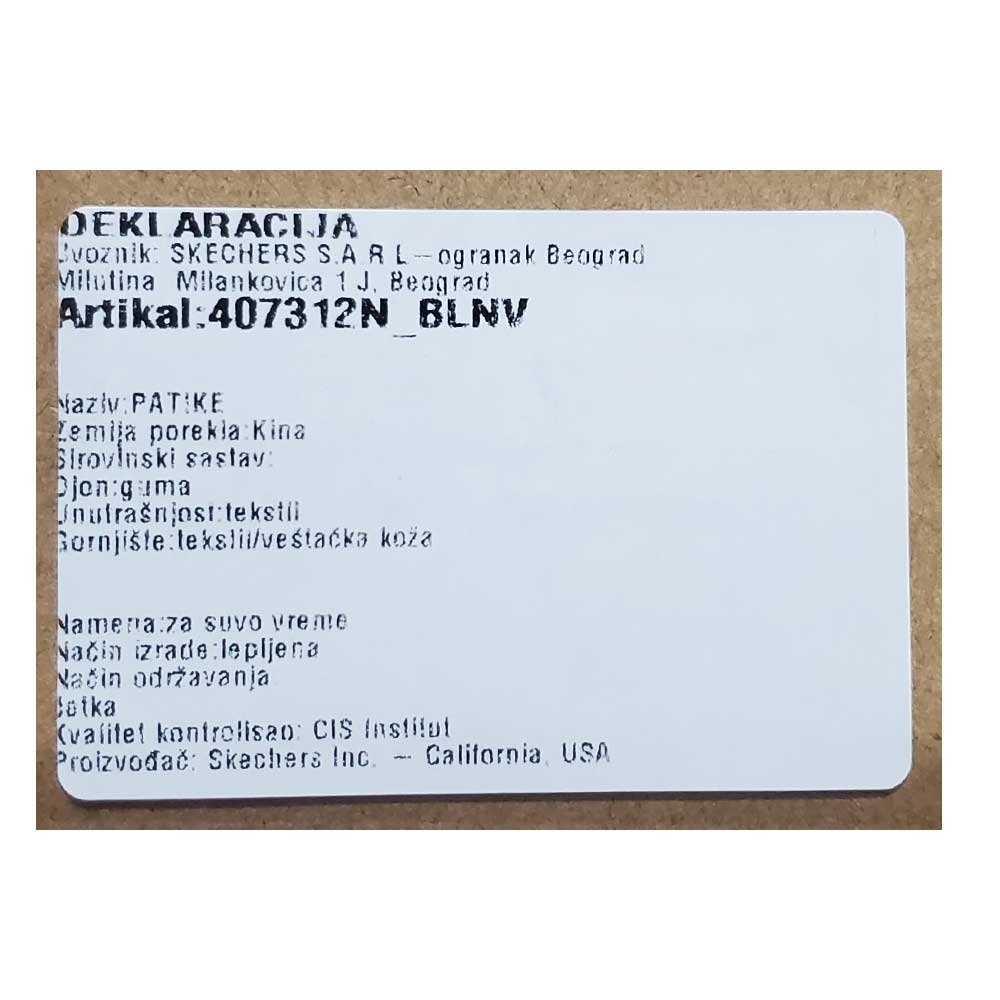 DEKLARACIJA
Uvoznik: SKECHERS S.A R L-ogranak Beograd
Milutina Milankovica 1 J, Beograd
Artikal:407312N_BLNV
Naziv:PATIKE
Zemlja porekla:Kina
Sirovinski sastav:
Djon:guma
Unutrašnjost:tekstil
Gornjište:tekstil/veštačka koža
Namena:za suvo vreme
Način izrade:lepljena
Način održavanja
četka
Kvalitet kontrolisao: CIS Institut
Proizvođač: Skechers Inc. - California, USA